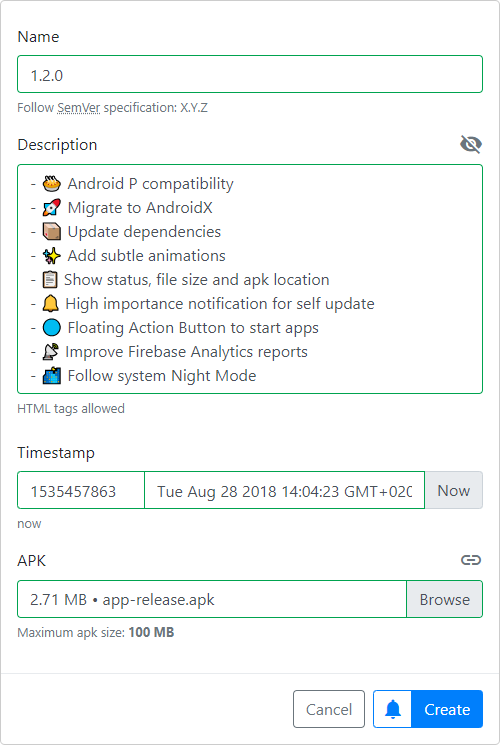 Name
1.2.0
Follow SemVer specification: X.Y.Z
Description
- 🥧 Android P compatibility
- 🚀 Migrate to AndroidX
- 📦 Update dependencies
- ✨ Add subtle animations
- 📋 Show status, file size and apk location
- 🔔 High importance notification for self update
- 🔵 Floating Action Button to start apps
- 📡 Improve Firebase Analytics reports
- 🌃 Follow system Night Mode
HTML tags allowed
Timestamp
1535457863 Tue Aug 28 2018 14:04:23 GMT+020 Now
now
APK
2.71 MB • app-release.apk Browse
Maximum apk size: 100 MB
Cancel Create